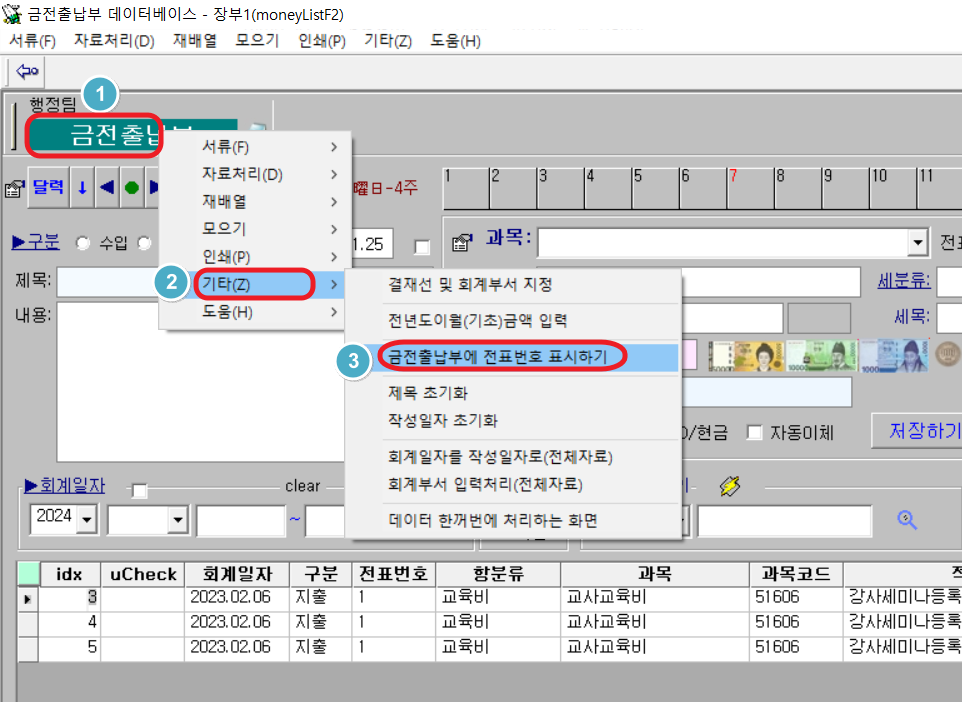 금전출납부 데이터베이스 - 장부1(moneyListF2)
서류(F) 자료처리(D) 재배열 모으기 인쇄(P) 기타(Z) 도움(H)
행정팀
1
금전출납부
서류(F)
자료처리(D)
재배열
모으기
인쇄(P)
2
기타(Z)
도움(H)
달력
曜日-4주
1 2 3 4 5 6 7 8 9 10 11
▶구분 수입
1.25
과목:
제목:
세분류:
내용:
세목:
결재선 및 회계부서 지정
전년도이월(기초)금액 입력
3
금전출납부에 전표번호 표시하기
제목 초기화
작성일자 초기화
회계일자를 작성일자로(전체자료)
회계부서 입력처리(전체자료)
데이터 한꺼번에 처리하는 화면
/현금 자동이체
저장하기
▶회계일자
clear
2024
~
idx uCheck 회계일자 구분 전표번호 항분류 과목 과목코드
3 2023.02.06 지출 1 교육비 교사교육비 51606 강사세미나등록
4 2023.02.06 지출 1 교육비 교사교육비 51606 강사세미나등록
5 2023.02.06 지출 1 교육비 교사교육비 51606 강사세미나등록